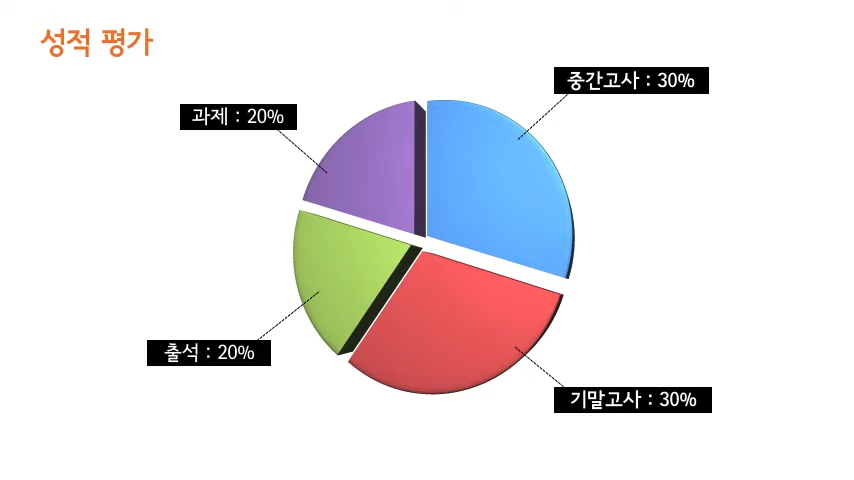 성적 평가
중간고사 : 30%
과제 : 20%
출석 : 20%
기말고사 : 30%